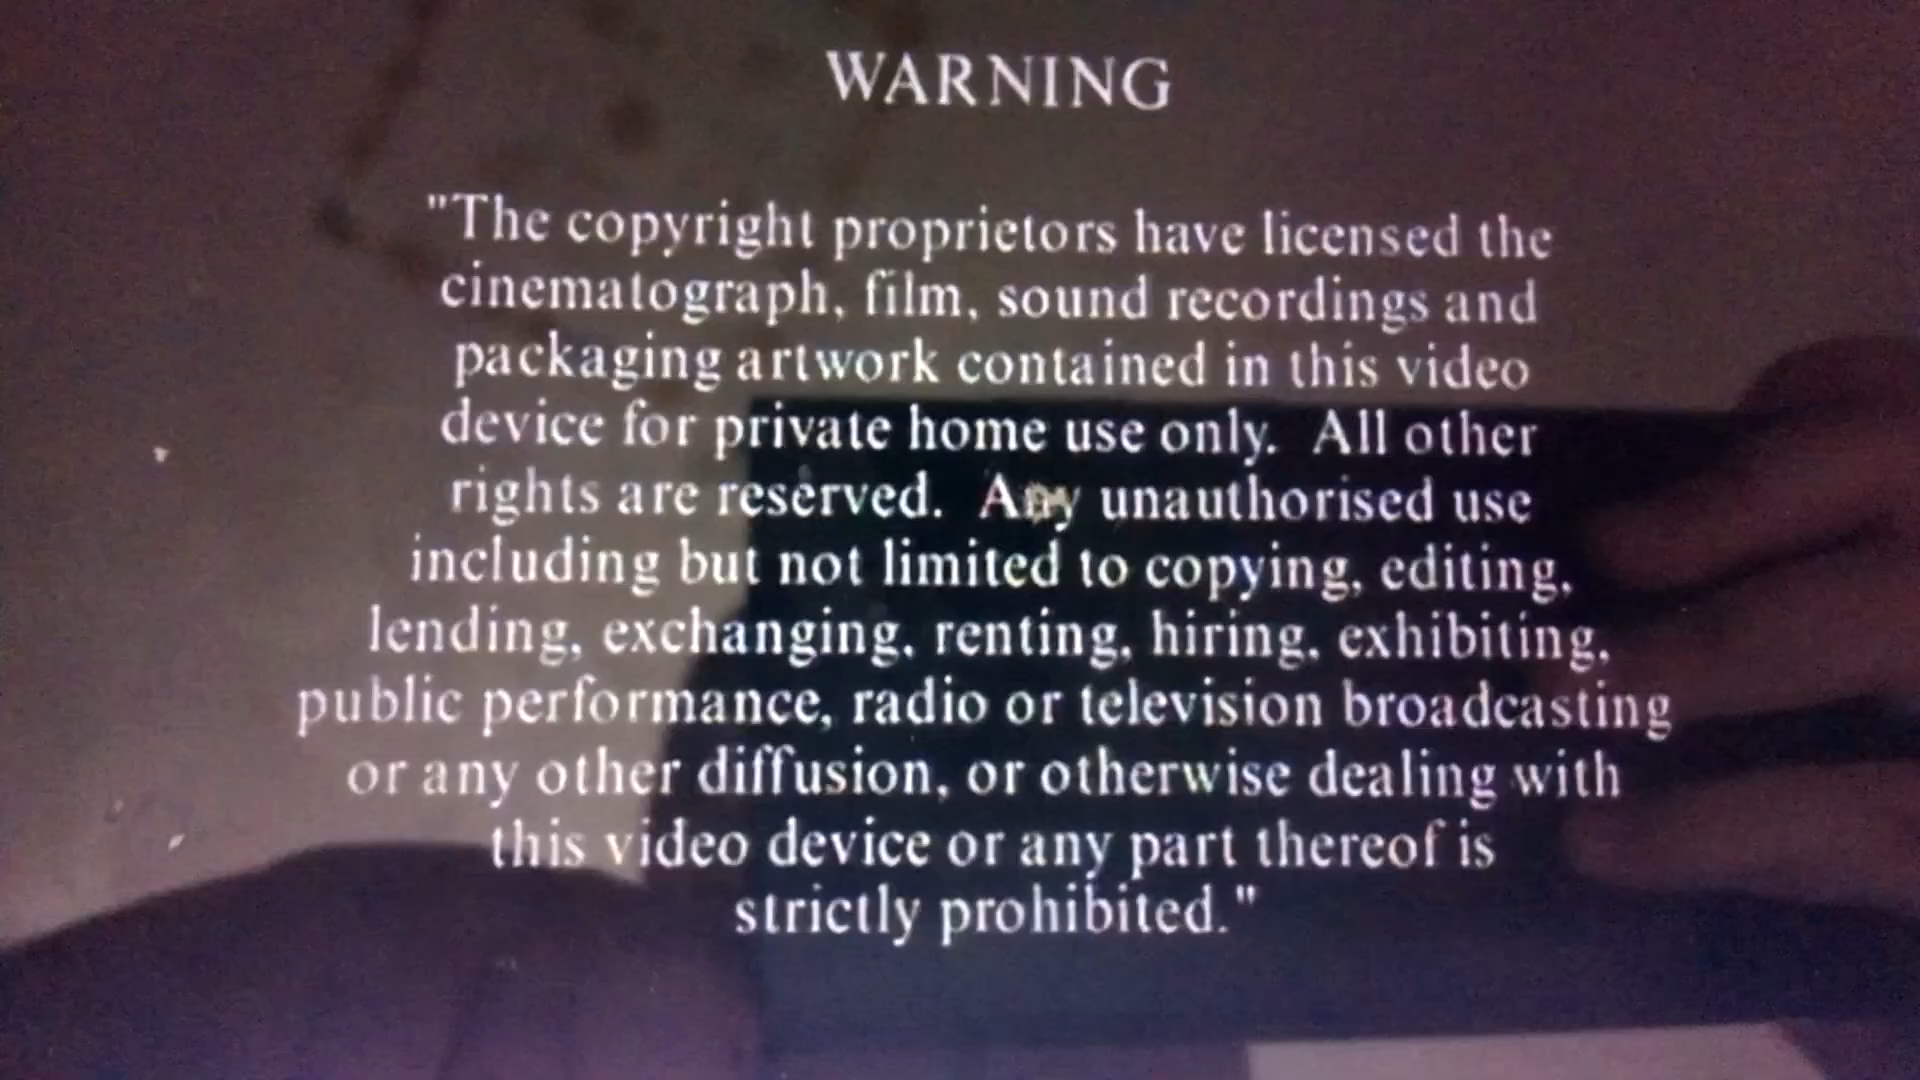 WARNING
"The copyright proprietors have licensed the
cinematograph, film, sound recordings and
packaging artwork contained in this video
device for private home use only.  All other
rights are reserved.  Any unauthorised use
including but not limited to copying, editing,
lending, exchanging, renting, hiring, exhibiting,
public performance, radio or television broadcasting
or any other diffusion, or otherwise dealing with
this video device or any part thereof is
strictly prohibited."